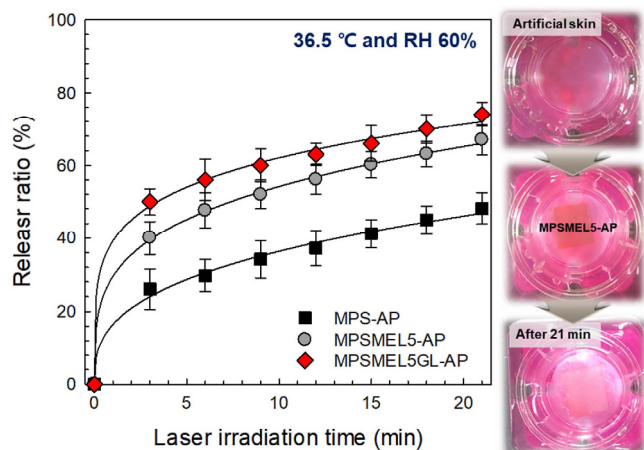 36.5 ℃ and RH 60%
Releasr ratio (%)
100
80
60
40
20
0
0
5
10
15
20
Laser irradiation time (min)
MPS-AP
MPSMEL5-AP
MPSMEL5GL-AP
Artificial skin
MPSMEL5-AP
After 21 min